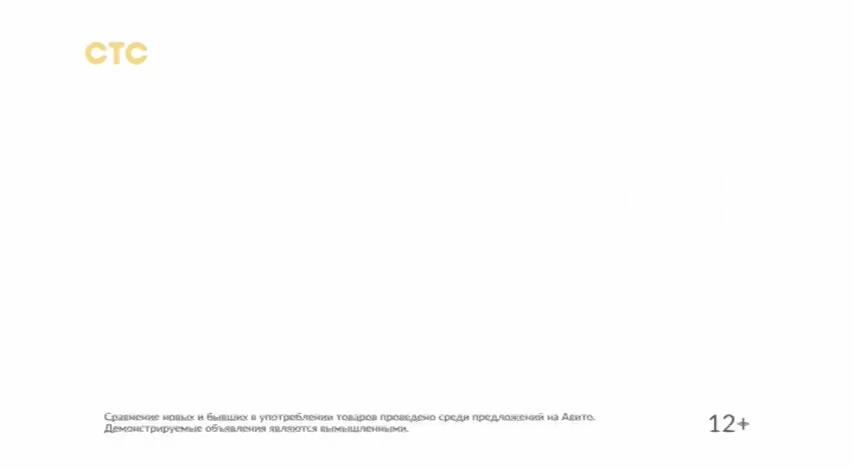 СТС
Сравнение новых и бывших в употреблении товаров проведено среди предложений на Авито.
Демонстрируемые объявления являются вымышленными.
12+